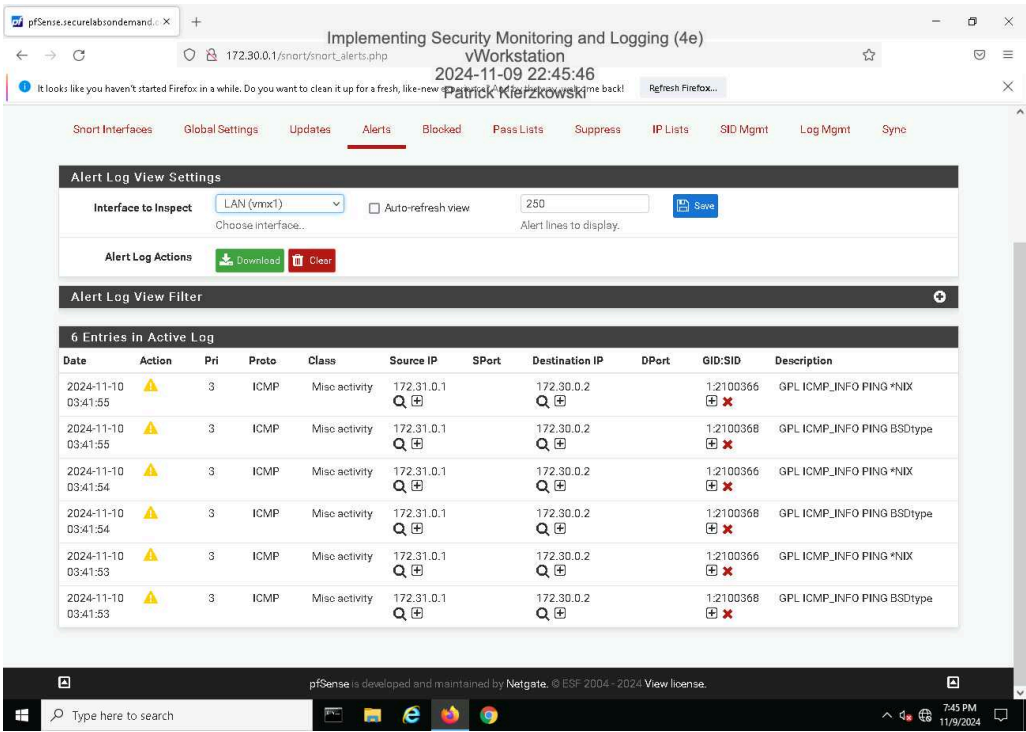 pfSense.securelabsondemand.
Implementing Security Monitoring and Logging (4e)
172.30.0.1/snort/snort_alerts.php
vWorkstation
2024-11-09 22:45:46
It looks like you haven't started Firefox in a while. Do you want to clean it up for a fresh, like-new me back! Refresh Firefox...
Patrick Kierzkowski
Snort Interfaces Global Settings Updates Alerts Blocked Pass Lists Suppress IP Lists SID Mgmt Log Mgmt Sync
Alert Log View Settings
Interface to Inspect LAN (vmx1) Auto-refresh view 250 Save
Choose interface.. Alert lines to display.
Alert Log Actions Download Clear
Alert Log View Filter
6 Entries in Active Log
Date Action Pri Proto Class Source IP SPort Destination IP DPort GID:SID Description
2024-11-10 3 ICMP Misc activity 172.31.0.1 172.30.0.2 1:2100366 GPL ICMP_INFO PING *NIX
03:41:55
2024-11-10 3 ICMP Misc activity 172.31.0.1 172.30.0.2 1:2100368 GPL ICMP_INFO PING BSDtype
03:41:55
2024-11-10 3 ICMP Misc activity 172.31.0.1 172.30.0.2 1:2100366 GPL ICMP_INFO PING *NIX
03:41:54
2024-11-10 3 ICMP Misc activity 172.31.0.1 172.30.0.2 1:2100368 GPL ICMP_INFO PING BSDtype
03:41:54
2024-11-10 3 ICMP Misc activity 172.31.0.1 172.30.0.2 1:2100366 GPL ICMP_INFO PING *NIX
03:41:53
2024-11-10 3 ICMP Misc activity 172.31.0.1 172.30.0.2 1:2100368 GPL ICMP_INFO PING BSDtype
03:41:53
pfSense is developed and maintained by Netgate. © ESF 2004 - 2024 View license.
Type here to search 7:45 PM
11/9/2024